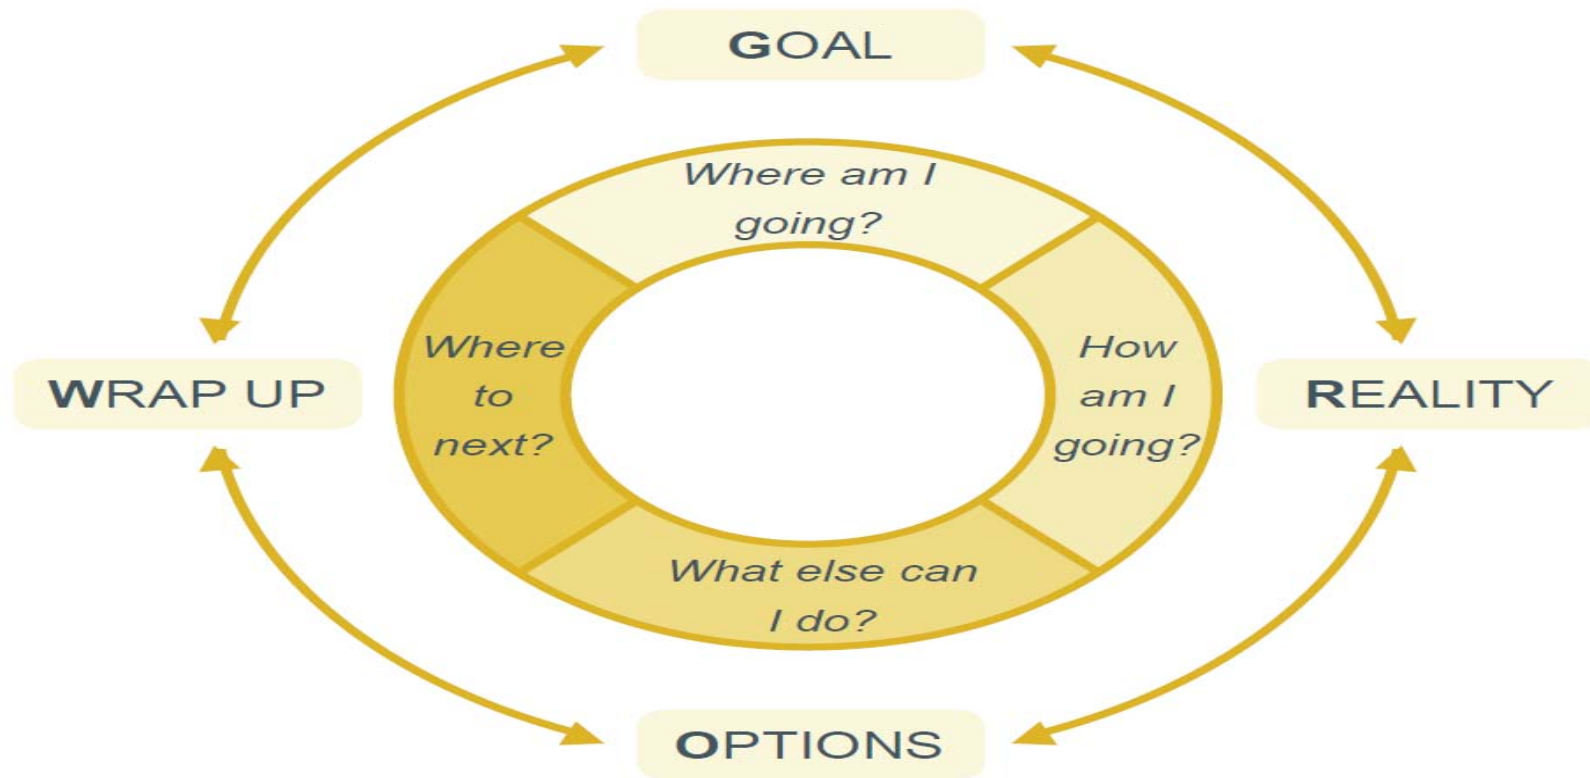 GOAL
Where am I
going?
How
am I
going?
REALITY
What else can
I do?
OPTIONS
Where
to
next?
WRAP UP